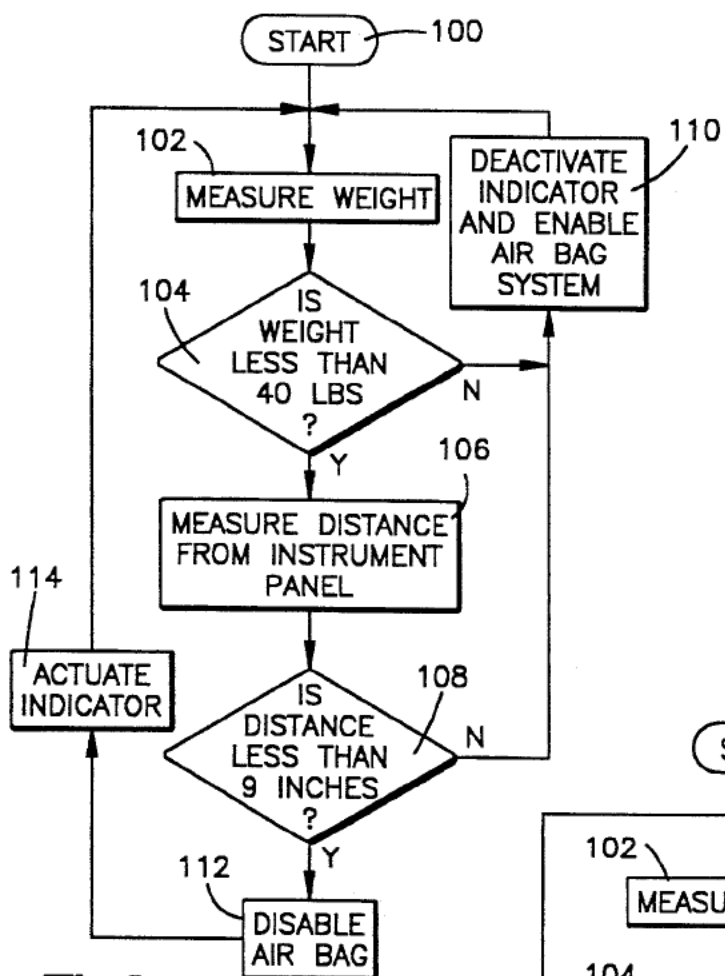 START
100
102
MEASURE WEIGHT
110
DEACTIVATE
INDICATOR
AND ENABLE
AIR BAG
SYSTEM
104
IS
WEIGHT
LESS THAN
40 LBS
?
N
Y
106
MEASURE DISTANCE
FROM INSTRUMENT
PANEL
114
ACTUATE
INDICATOR
108
IS
DISTANCE
LESS THAN
9 INCHES
?
N
Y
112
DISABLE
AIR BAG
102
104